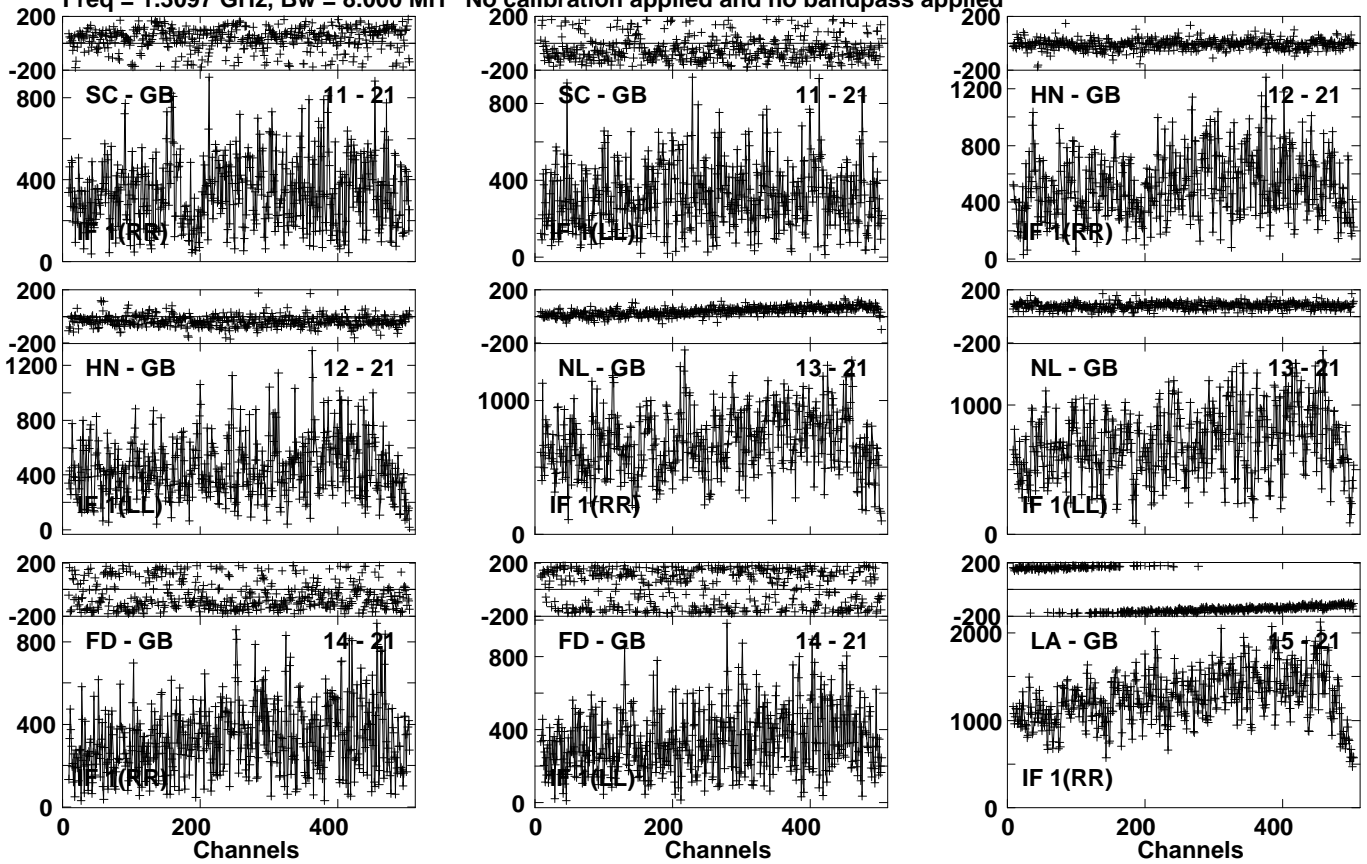 Freq = 1.5097 GHz, Bw = 8.000 MH No calibration applied and no bandpass applied
200
-200
800
400
0
SC - GB 11 - 21
IF 1(RR)
800
400
0
SC - GB 11 - 21
IF 1(LL)
200
-200
200
-200
1200
800
400
0
HN - GB 12 - 21
IF 1(RR)
200
-200
1200
800
400
0
HN - GB 12 - 21
IF 1(LL)
200
-200
1000
0
NL - GB 13 - 21
IF 1(RR)
200
-200
1000
0
NL - GB 13 - 21
IF 1(LL)
200
-200
800
400
0
FD - GB 14 - 21
IF 1(RR)
0 200 400
Channels
200
-200
800
400
0
FD - GB 14 - 21
IF 1(LL)
0 200 400
Channels
200
-200
2000
1000
0
LA - GB 15 - 21
IF 1(RR)
0 200 400
Channels